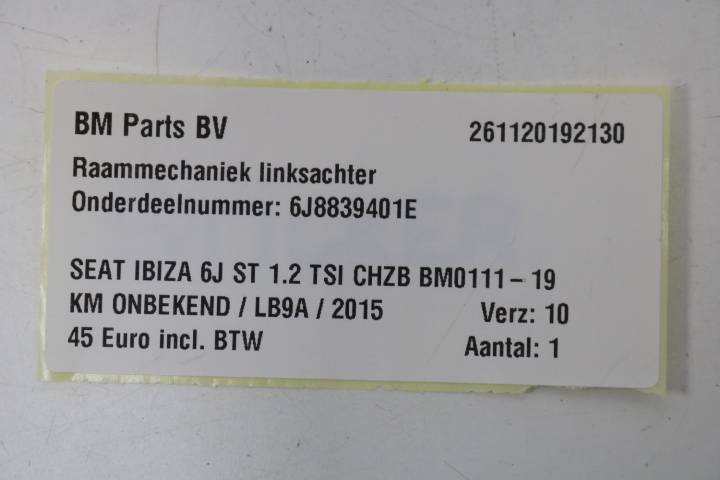 BM Parts BV 261120192130
Raammechaniek linksachter
Onderdeelnummer: 6J8839401E
SEAT IBIZA 6J ST 1.2 TSI CHZB BM0111 - 19
KM ONBEKEND / LB9A / 2015 Verz: 10
45 Euro incl. BTW Aantal: 1